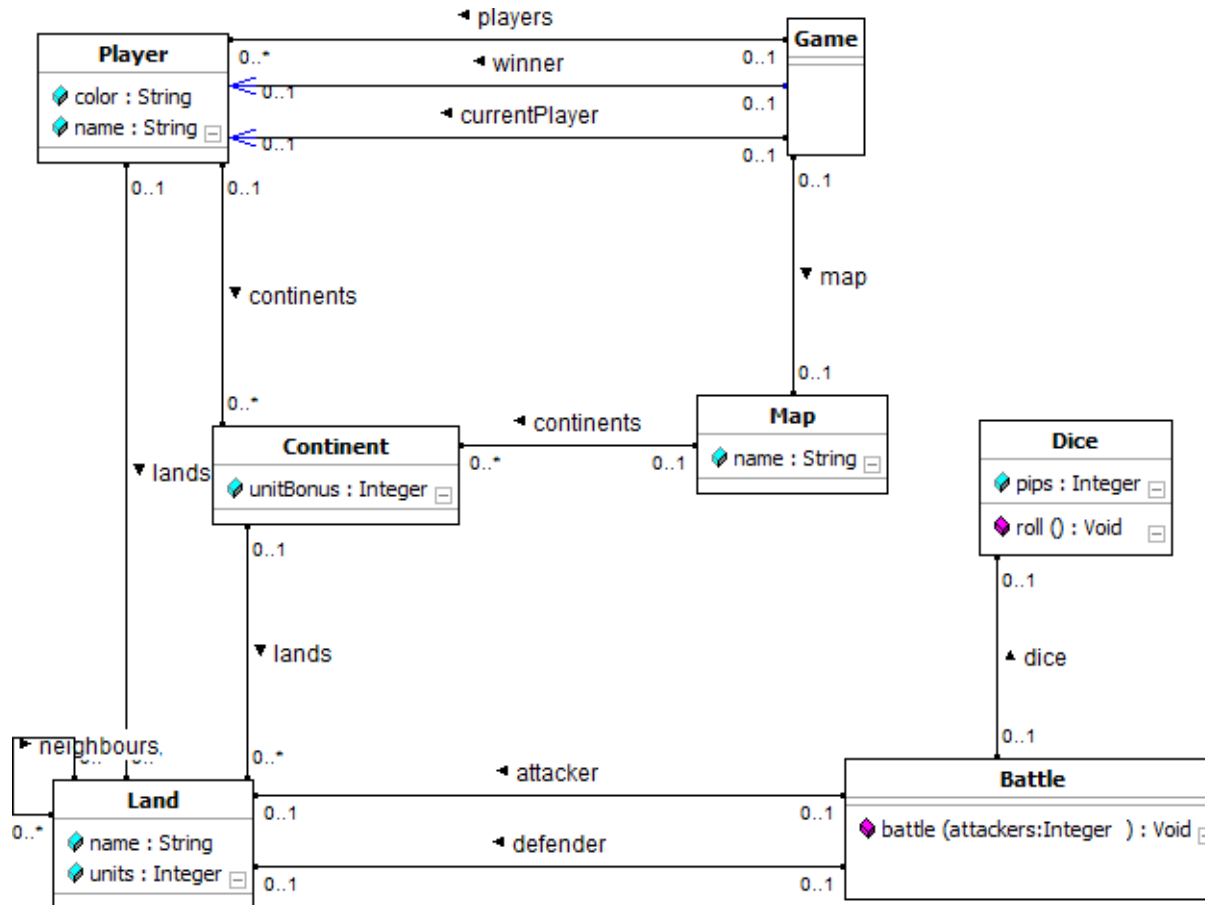 players
Player
0..*
0..1
Game
winner
color : String
0..1
0..1
name : String
currentPlayer
0..1
0..1
0..1
0..1
0..1
continents
map
0..*
0..1
continents
Map
Continent
Dice
lands
0..*
0..1
name : String
unitBonus : Integer
pips : Integer
roll () : Void
0..1
0..1
lands
dice
neighbours
0..*
0..1
attacker
Land
Battle
0..1
0..1
0..*
name : String
defender
battle (attackers:Integer ) : Void
units : Integer
0..1
0..1